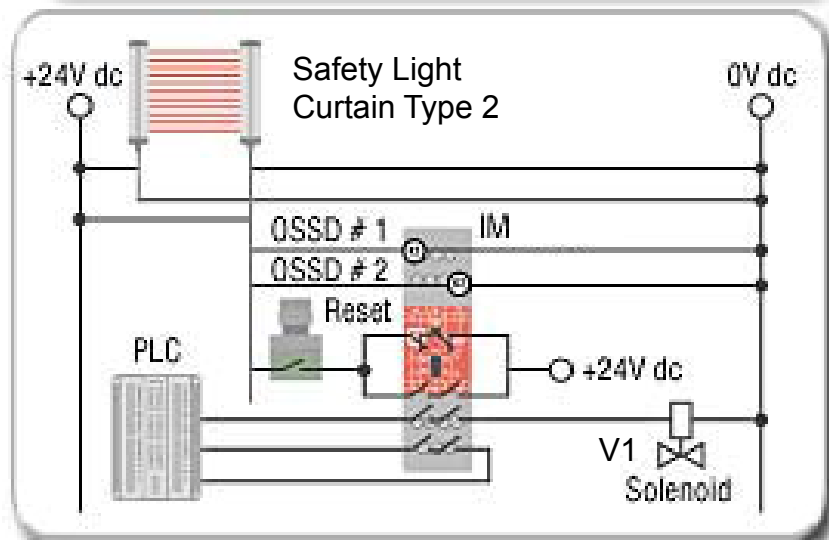 +24V dc
Safety Light
Curtain Type 2
0V dc
OSSD # 1
IM
OSSD # 2
Reset
PLC
+24V dc
V1
Solenoid